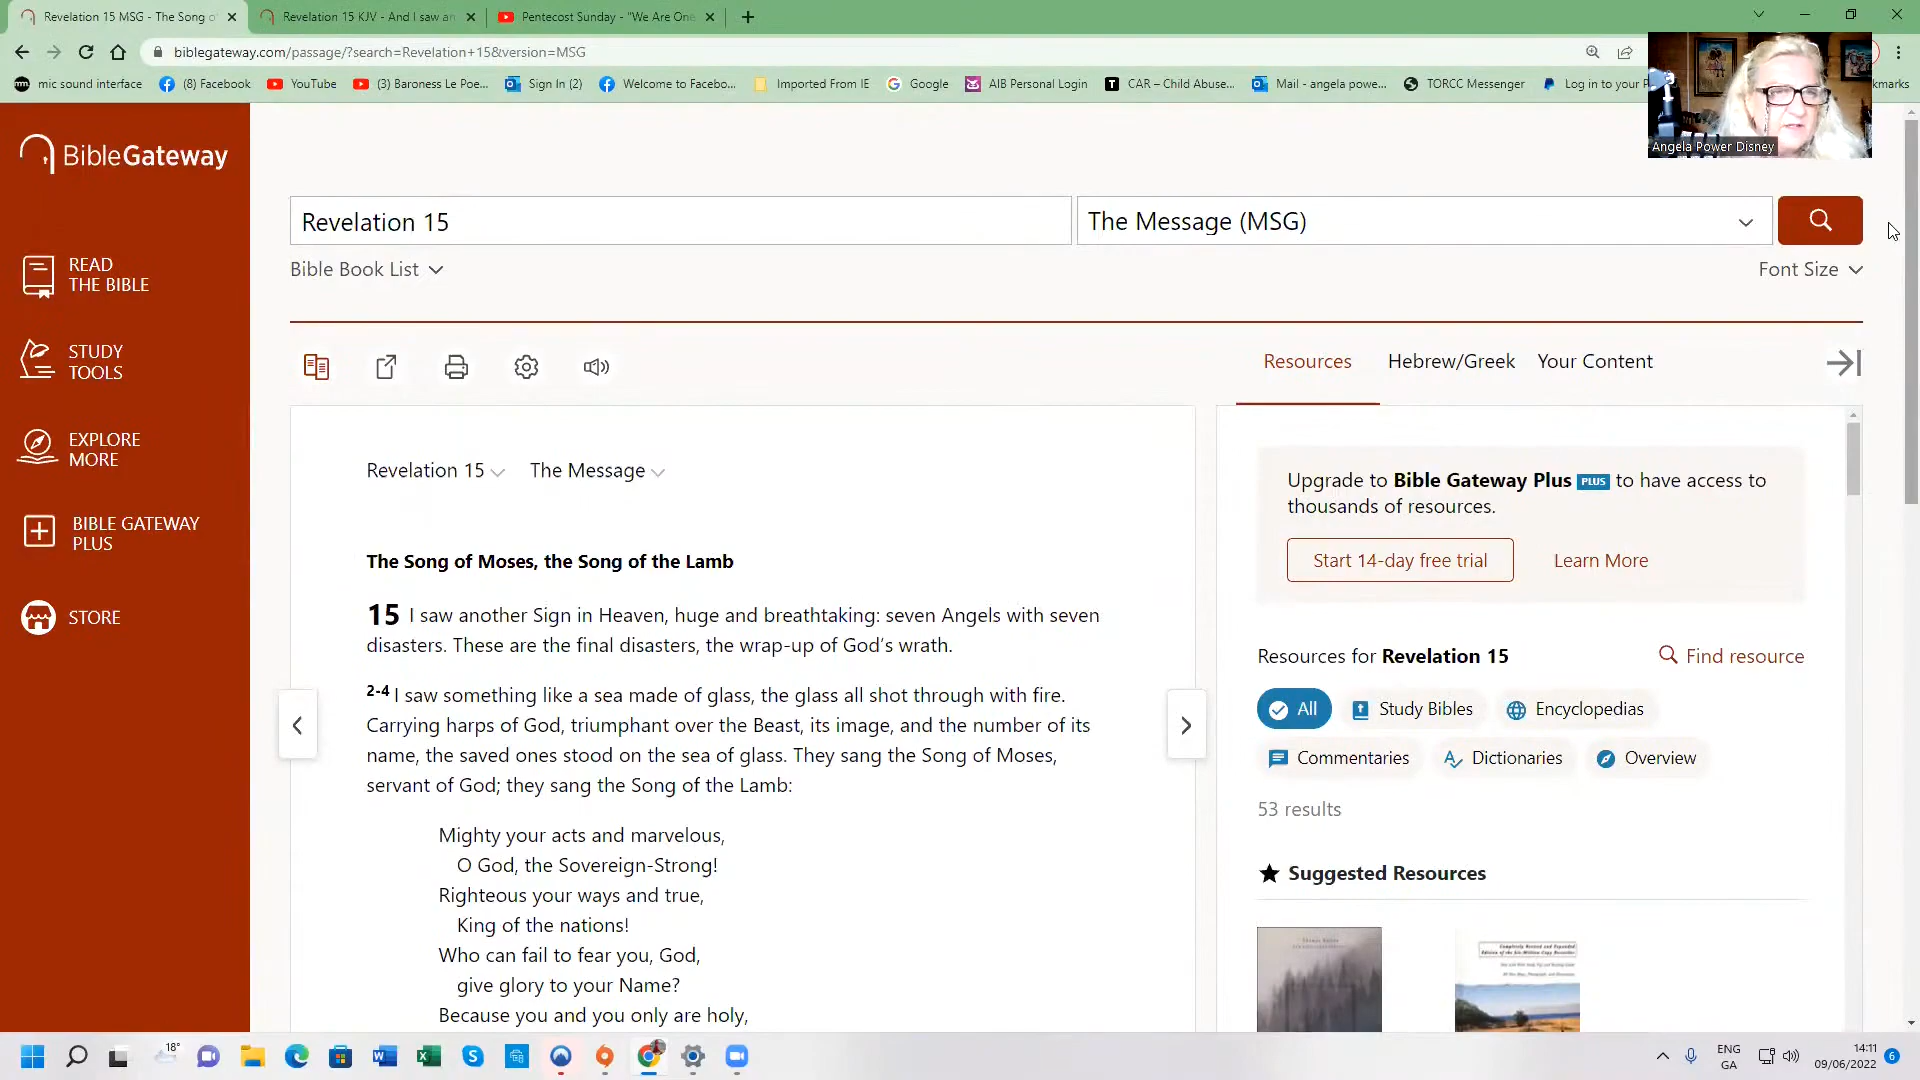 Revelation 15 MSG - The Song o
Revelation 15 KJV - And I saw an
Pentecost Sunday - "We Are One
biblegateway.com/passage/?search=Revelation+15&version=MSG
mic sound interface
(8) Facebook
YouTube
(3) Baroness Le Poe...
Sign In (2)
Welcome to Facebo...
Imported From IE
Google
AIB Personal Login
CAR – Child Abuse...
Mail - angela powe...
TORCC Messenger
Log in to your P
kmarks
Angela Power Disney
BibleGateway
READ
THE BIBLE
STUDY
TOOLS
EXPLORE
MORE
BIBLE GATEWAY
PLUS
STORE
Revelation 15
The Message (MSG)
Bible Book List
Font Size
Resources
Hebrew/Greek
Your Content
Revelation 15
The Message
The Song of Moses, the Song of the Lamb
15 I saw another Sign in Heaven, huge and breathtaking: seven Angels with seven
disasters. These are the final disasters, the wrap-up of God’s wrath.
2-4 I saw something like a sea made of glass, the glass all shot through with fire.
Carrying harps of God, triumphant over the Beast, its image, and the number of its
name, the saved ones stood on the sea of glass. They sang the Song of Moses,
servant of God; they sang the Song of the Lamb:
Mighty your acts and marvelous,
O God, the Sovereign-Strong!
Righteous your ways and true,
King of the nations!
Who can fail to fear you, God,
give glory to your Name?
Because you and you only are holy,
Upgrade to Bible Gateway Plus PLUS to have access to
thousands of resources.
Start 14-day free trial
Learn More
Resources for Revelation 15
Find resource
All
Study Bibles
Encyclopedias
Commentaries
Dictionaries
Overview
53 results
Suggested Resources
18°
ENG
GA
14:11
09/06/2022
6